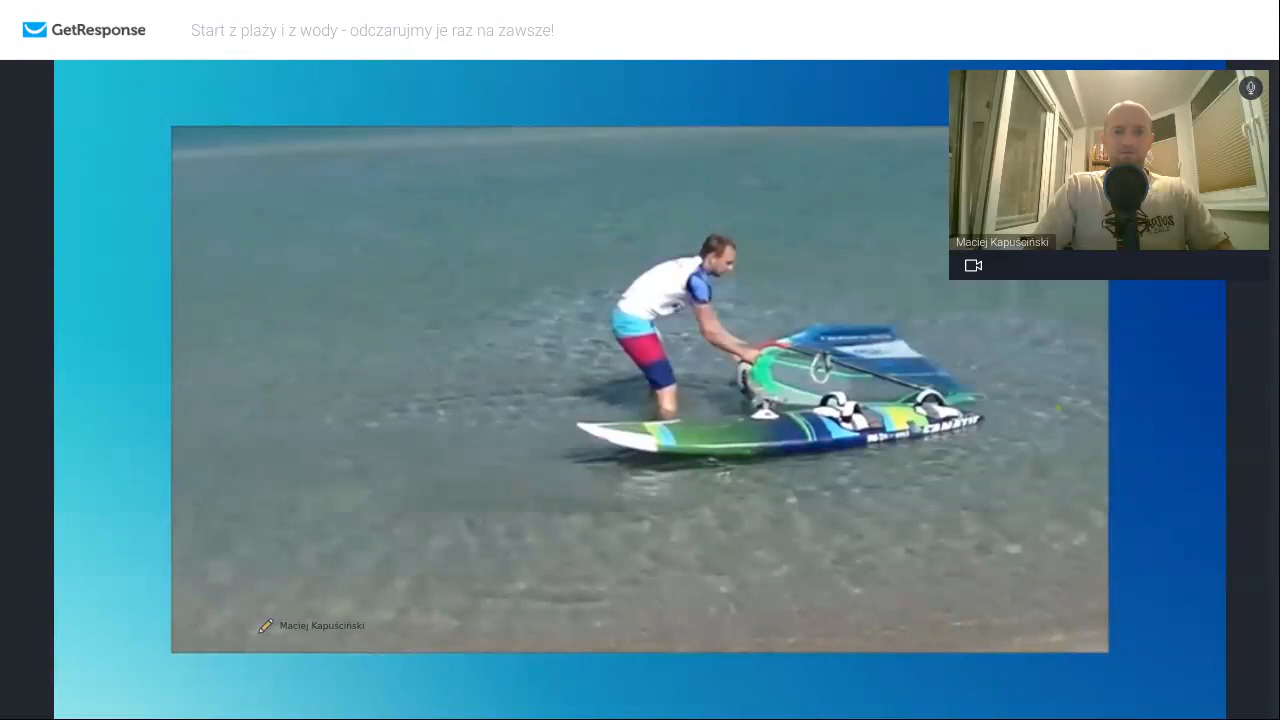 GetResponse
Start z plaży i z wody - odczarujmy je raz na zawsze!
Maciej Kapuściński
Maciej Kapuściński